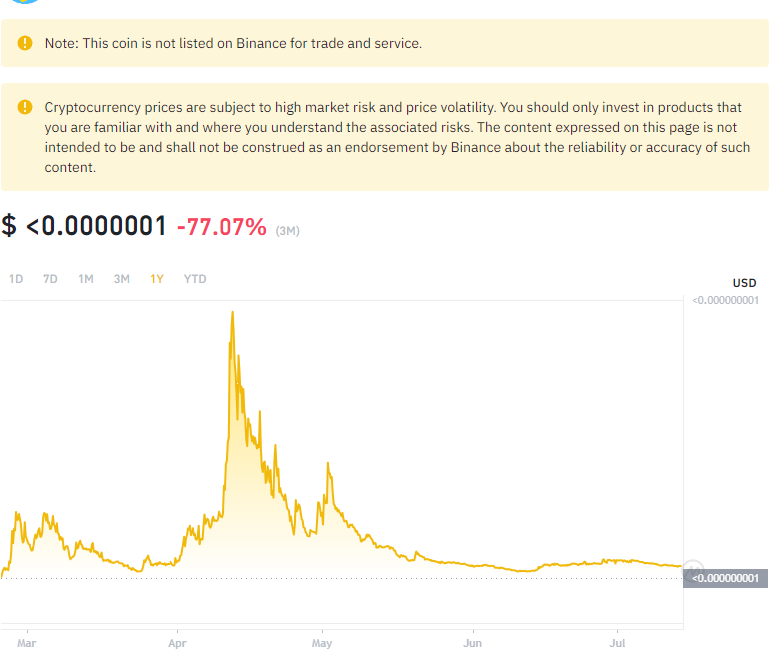 Note: This coin is not listed on Binance for trade and service.
Cryptocurrency prices are subject to high market risk and price volatility. You should only invest in products that
you are familiar with and where you understand the associated risks. The content expressed on this page is not
intended to be and shall not be construed as an endorsement by Binance about the reliability or accuracy of such
content.
$ <0.0000001 -77.07% (3M)
1D 7D 1M 3M 1Y YTD
USD
<0.000000001
<0.000000001
Mar Apr May Jun Jul